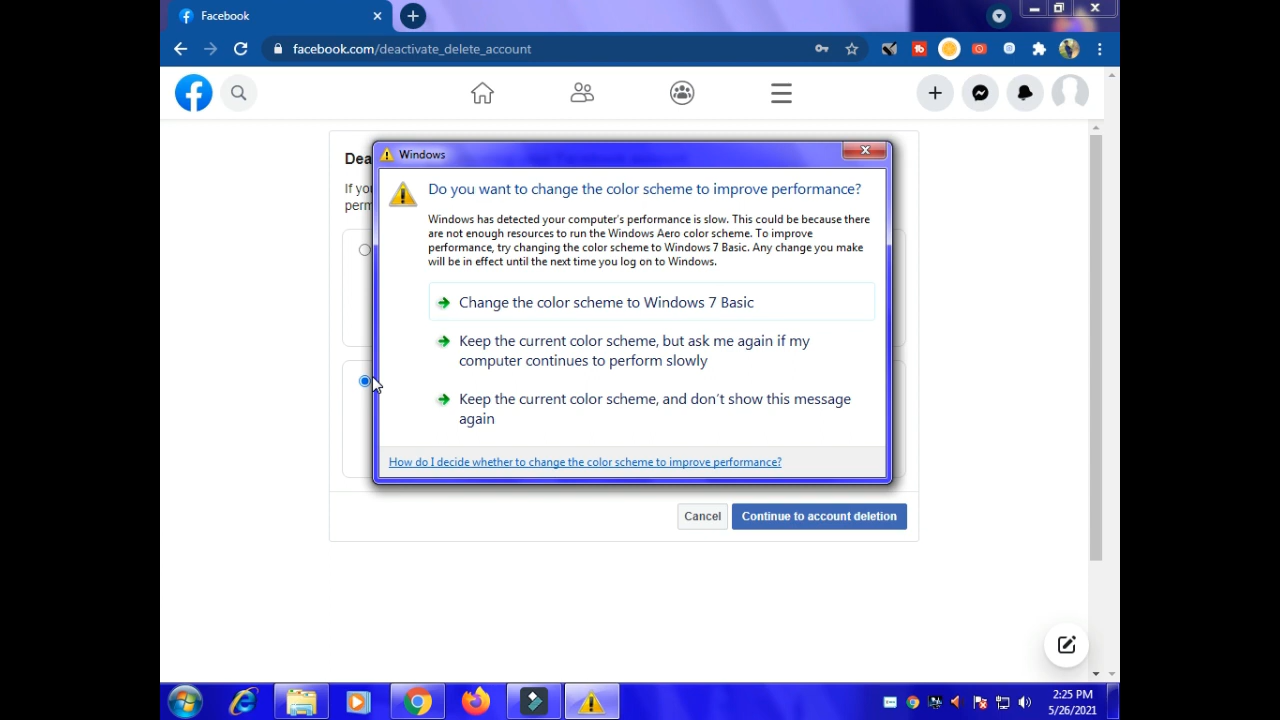 Facebook
facebook.com/deactivate_delete_account
Dea
If you
perm
Windows
Do you want to change the color scheme to improve performance?
Windows has detected your computer's performance is slow. This could be because there
are not enough resources to run the Windows Aero color scheme. To improve
performance, try changing the color scheme to Windows 7 Basic. Any change you make
will be in effect until the next time you log on to Windows.
Change the color scheme to Windows 7 Basic
Keep the current color scheme, but ask me again if my
computer continues to perform slowly
Keep the current color scheme, and don't show this message
again
How do I decide whether to change the color scheme to improve performance?
Cancel
Continue to account deletion
2:25 PM
5/26/2021